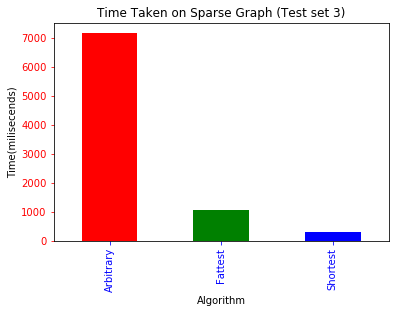 Time Taken on Sparse Graph (Test set 3)
Time(milisecends)
7000
6000
5000
4000
3000
2000
1000
0
Arbitrary
Fattest
Shortest
Algorithm